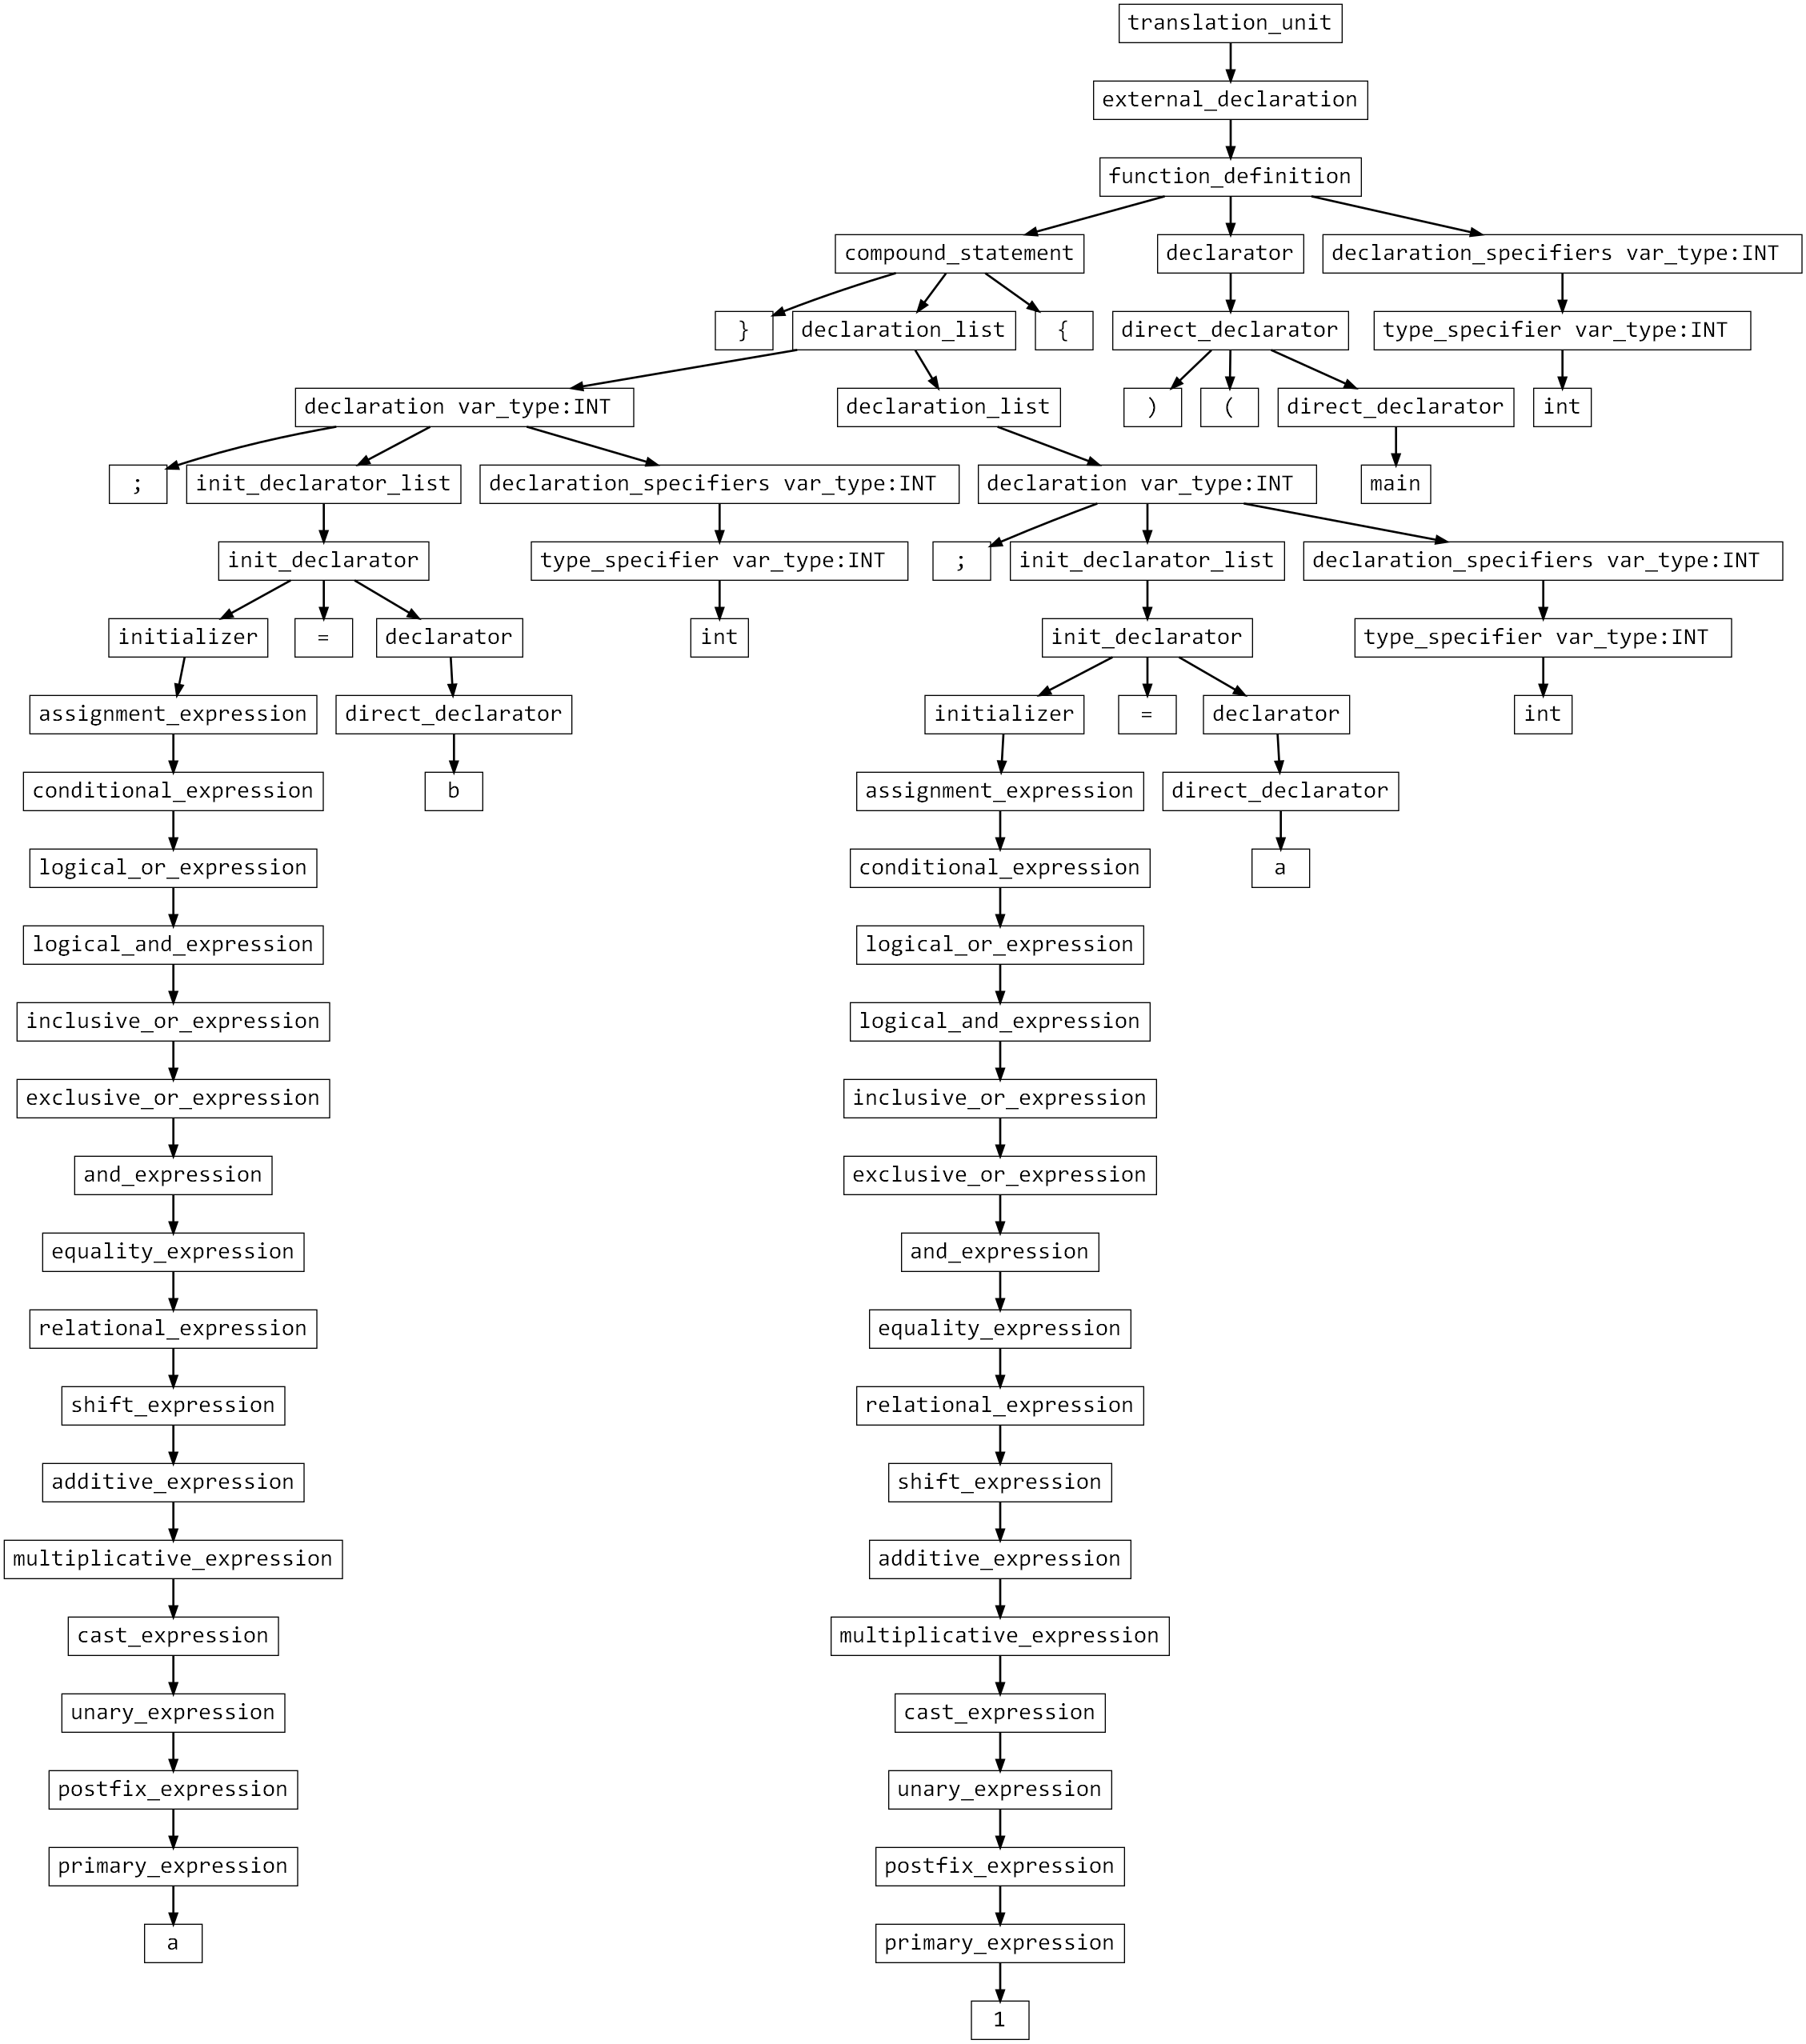 translation_unit
external_declaration
function_definition
compound_statement
declarator
declaration_specifiers var_type:INT
}
declaration_list
{
direct_declarator
type_specifier var_type:INT
declaration var_type:INT
declaration_list
)
(
direct_declarator
int
;
init_declarator_list
declaration_specifiers var_type:INT
declaration var_type:INT
main
init_declarator
type_specifier var_type:INT
;
init_declarator_list
declaration_specifiers var_type:INT
initializer
=
declarator
int
init_declarator
type_specifier var_type:INT
assignment_expression
direct_declarator
initializer
=
declarator
int
conditional_expression
b
assignment_expression
direct_declarator
logical_or_expression
conditional_expression
a
logical_and_expression
logical_or_expression
inclusive_or_expression
logical_and_expression
exclusive_or_expression
inclusive_or_expression
and_expression
exclusive_or_expression
equality_expression
and_expression
relational_expression
equality_expression
shift_expression
relational_expression
additive_expression
shift_expression
multiplicative_expression
additive_expression
cast_expression
multiplicative_expression
unary_expression
cast_expression
postfix_expression
unary_expression
primary_expression
postfix_expression
a
primary_expression
1